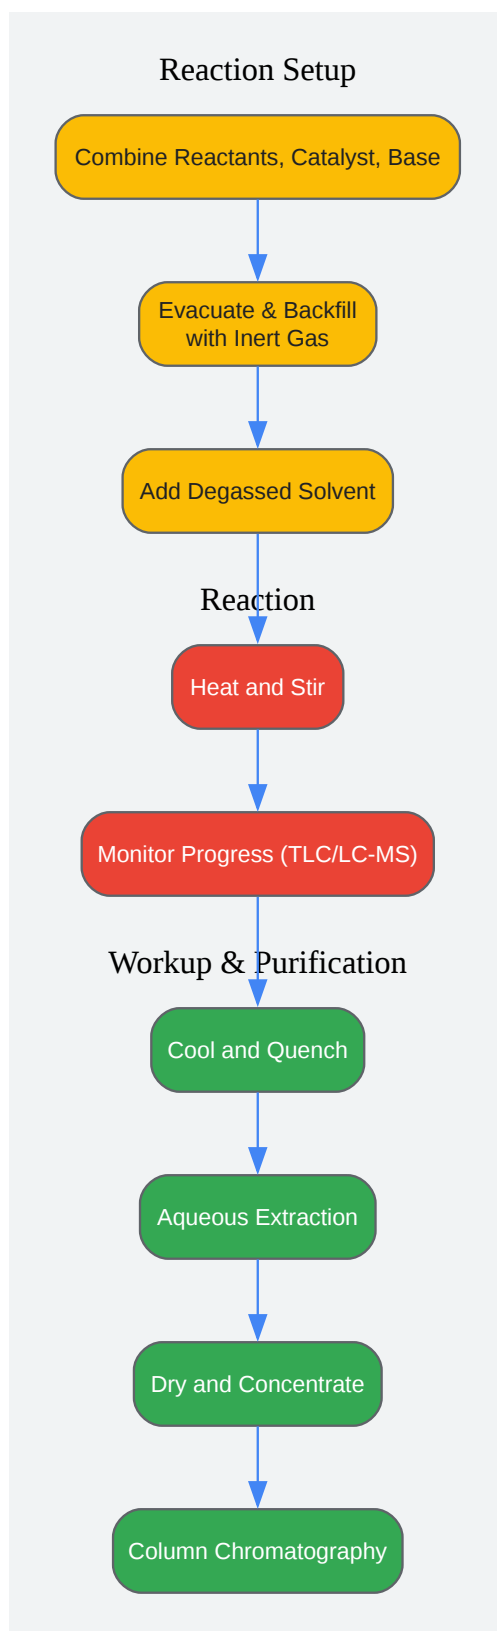 Reaction Setup
Combine Reactants, Catalyst, Base
Evacuate & Backfill
with Inert Gas
Add Degassed Solvent
Reaction
Heat and Stir
Monitor Progress (TLC/LC-MS)
Workup & Purification
Cool and Quench
Aqueous Extraction
Dry and Concentrate
Column Chromatography